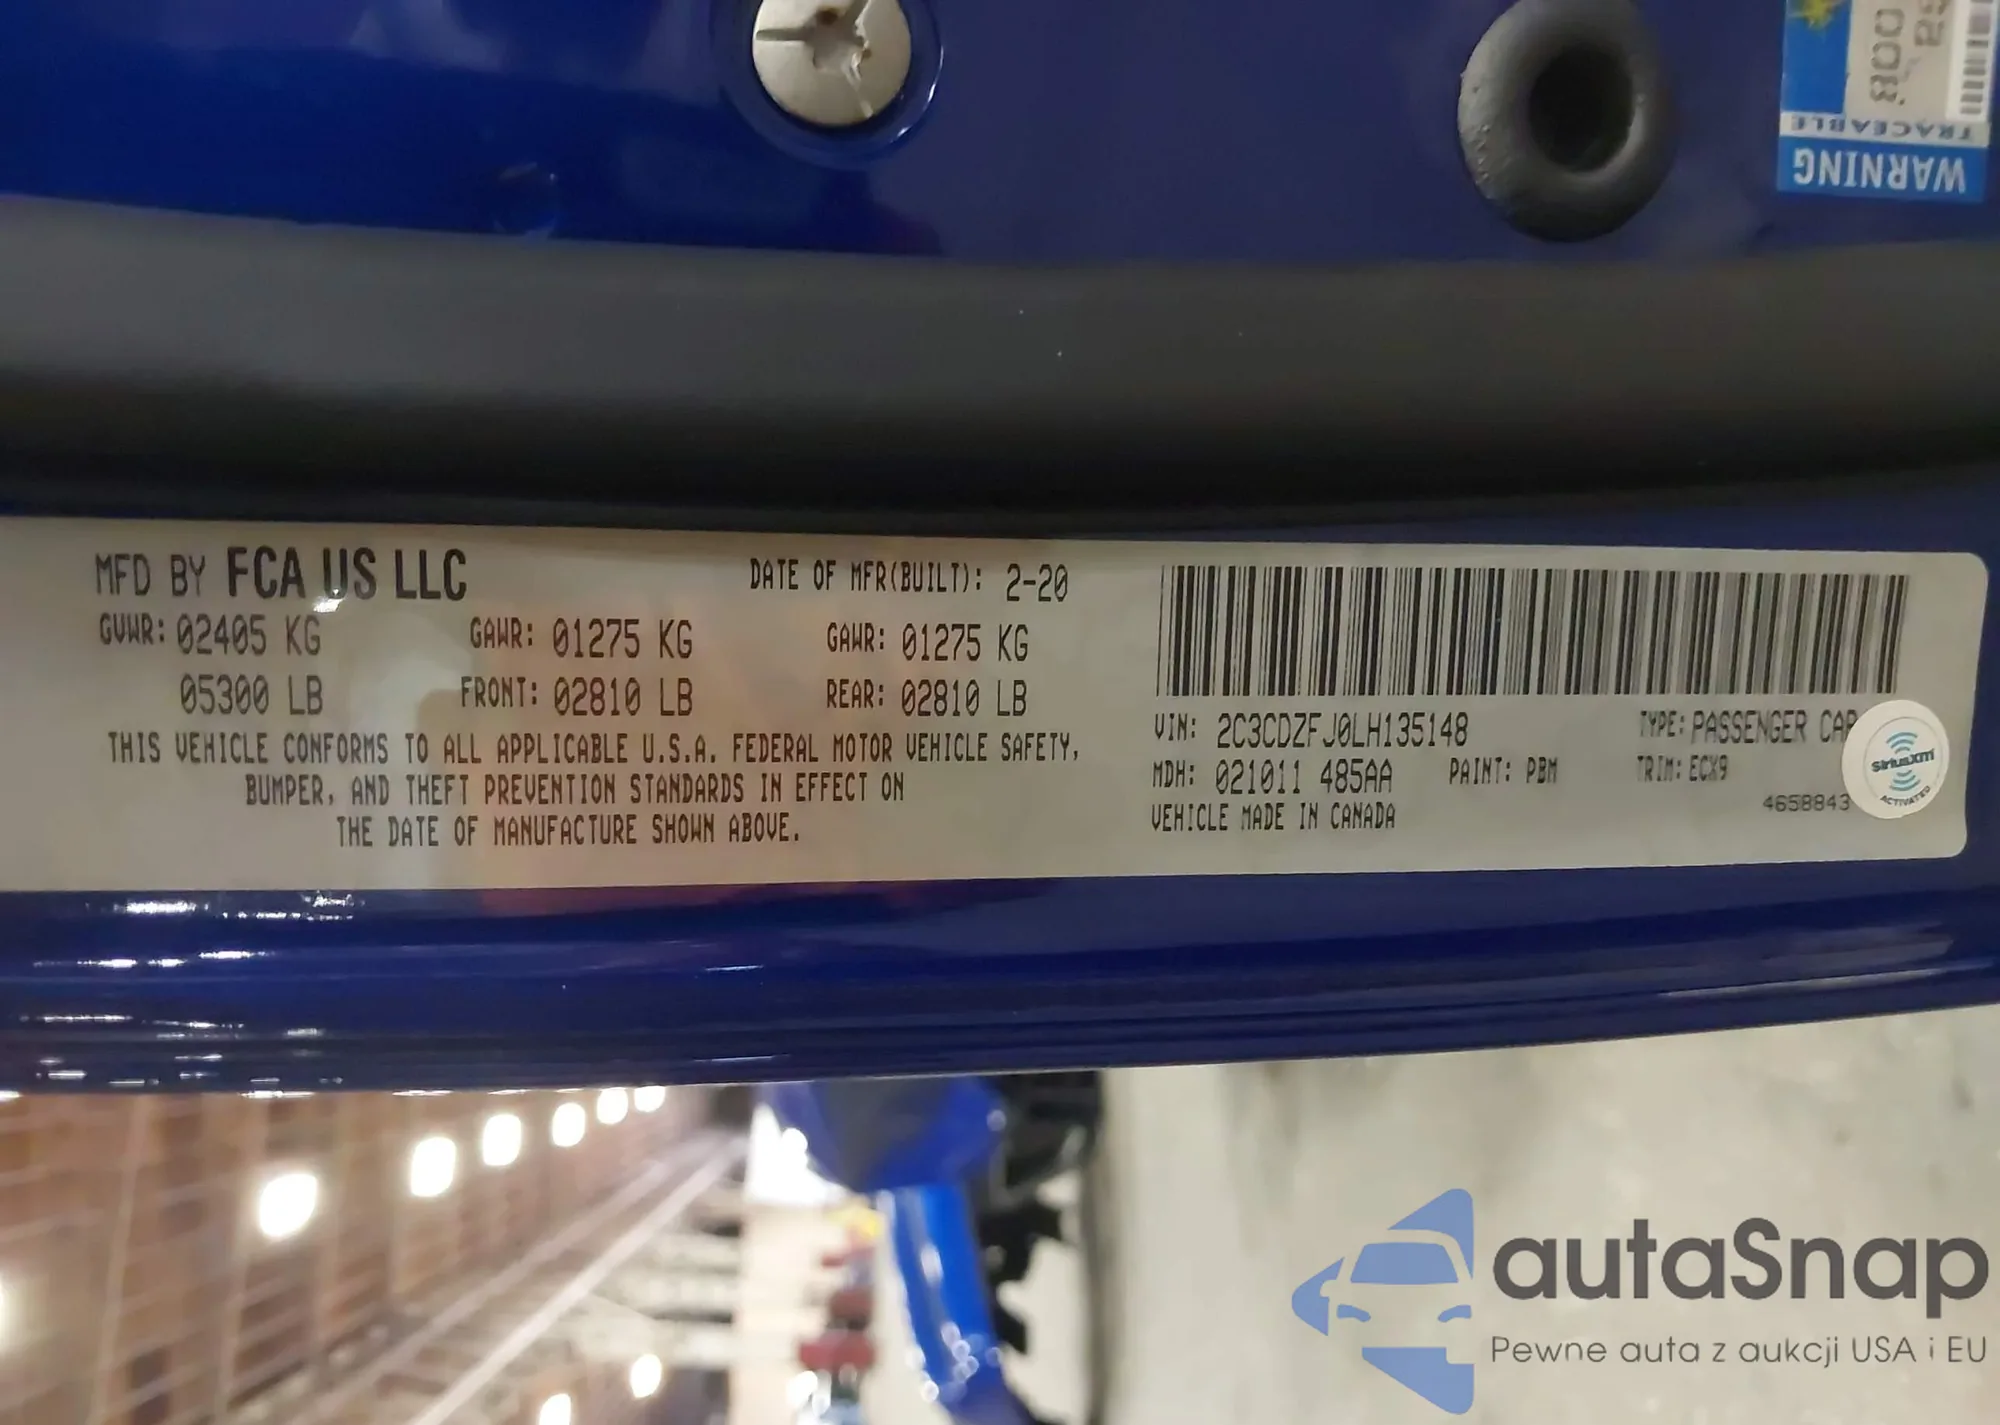 WARNING
TRACEABLE
MFD BY FCA US LLC
DATE OF MFR(BUILT): 2-20
GVWR: 02405 KG
GAWR: 01275 KG
GAWR: 01275 KG
05300 LB
FRONT: 02810 LB
REAR: 02810 LB
THIS VEHICLE CONFORMS TO ALL APPLICABLE U.S.A. FEDERAL MOTOR VEHICLE SAFETY,
BUMPER, AND THEFT PREVENTION STANDARDS IN EFFECT ON
THE DATE OF MANUFACTURE SHOWN ABOVE.
VIN: 2C3CDZFJ0LH135148
TYPE: PASSENGER CAR
MDH: 021011 485AA
PAINT: PBM
TRIM: ECX9
VEHICLE MADE IN CANADA
4658843
siriusxm
ACTIVATED
autaSnap
Pewne auta z aukcji USA i EU